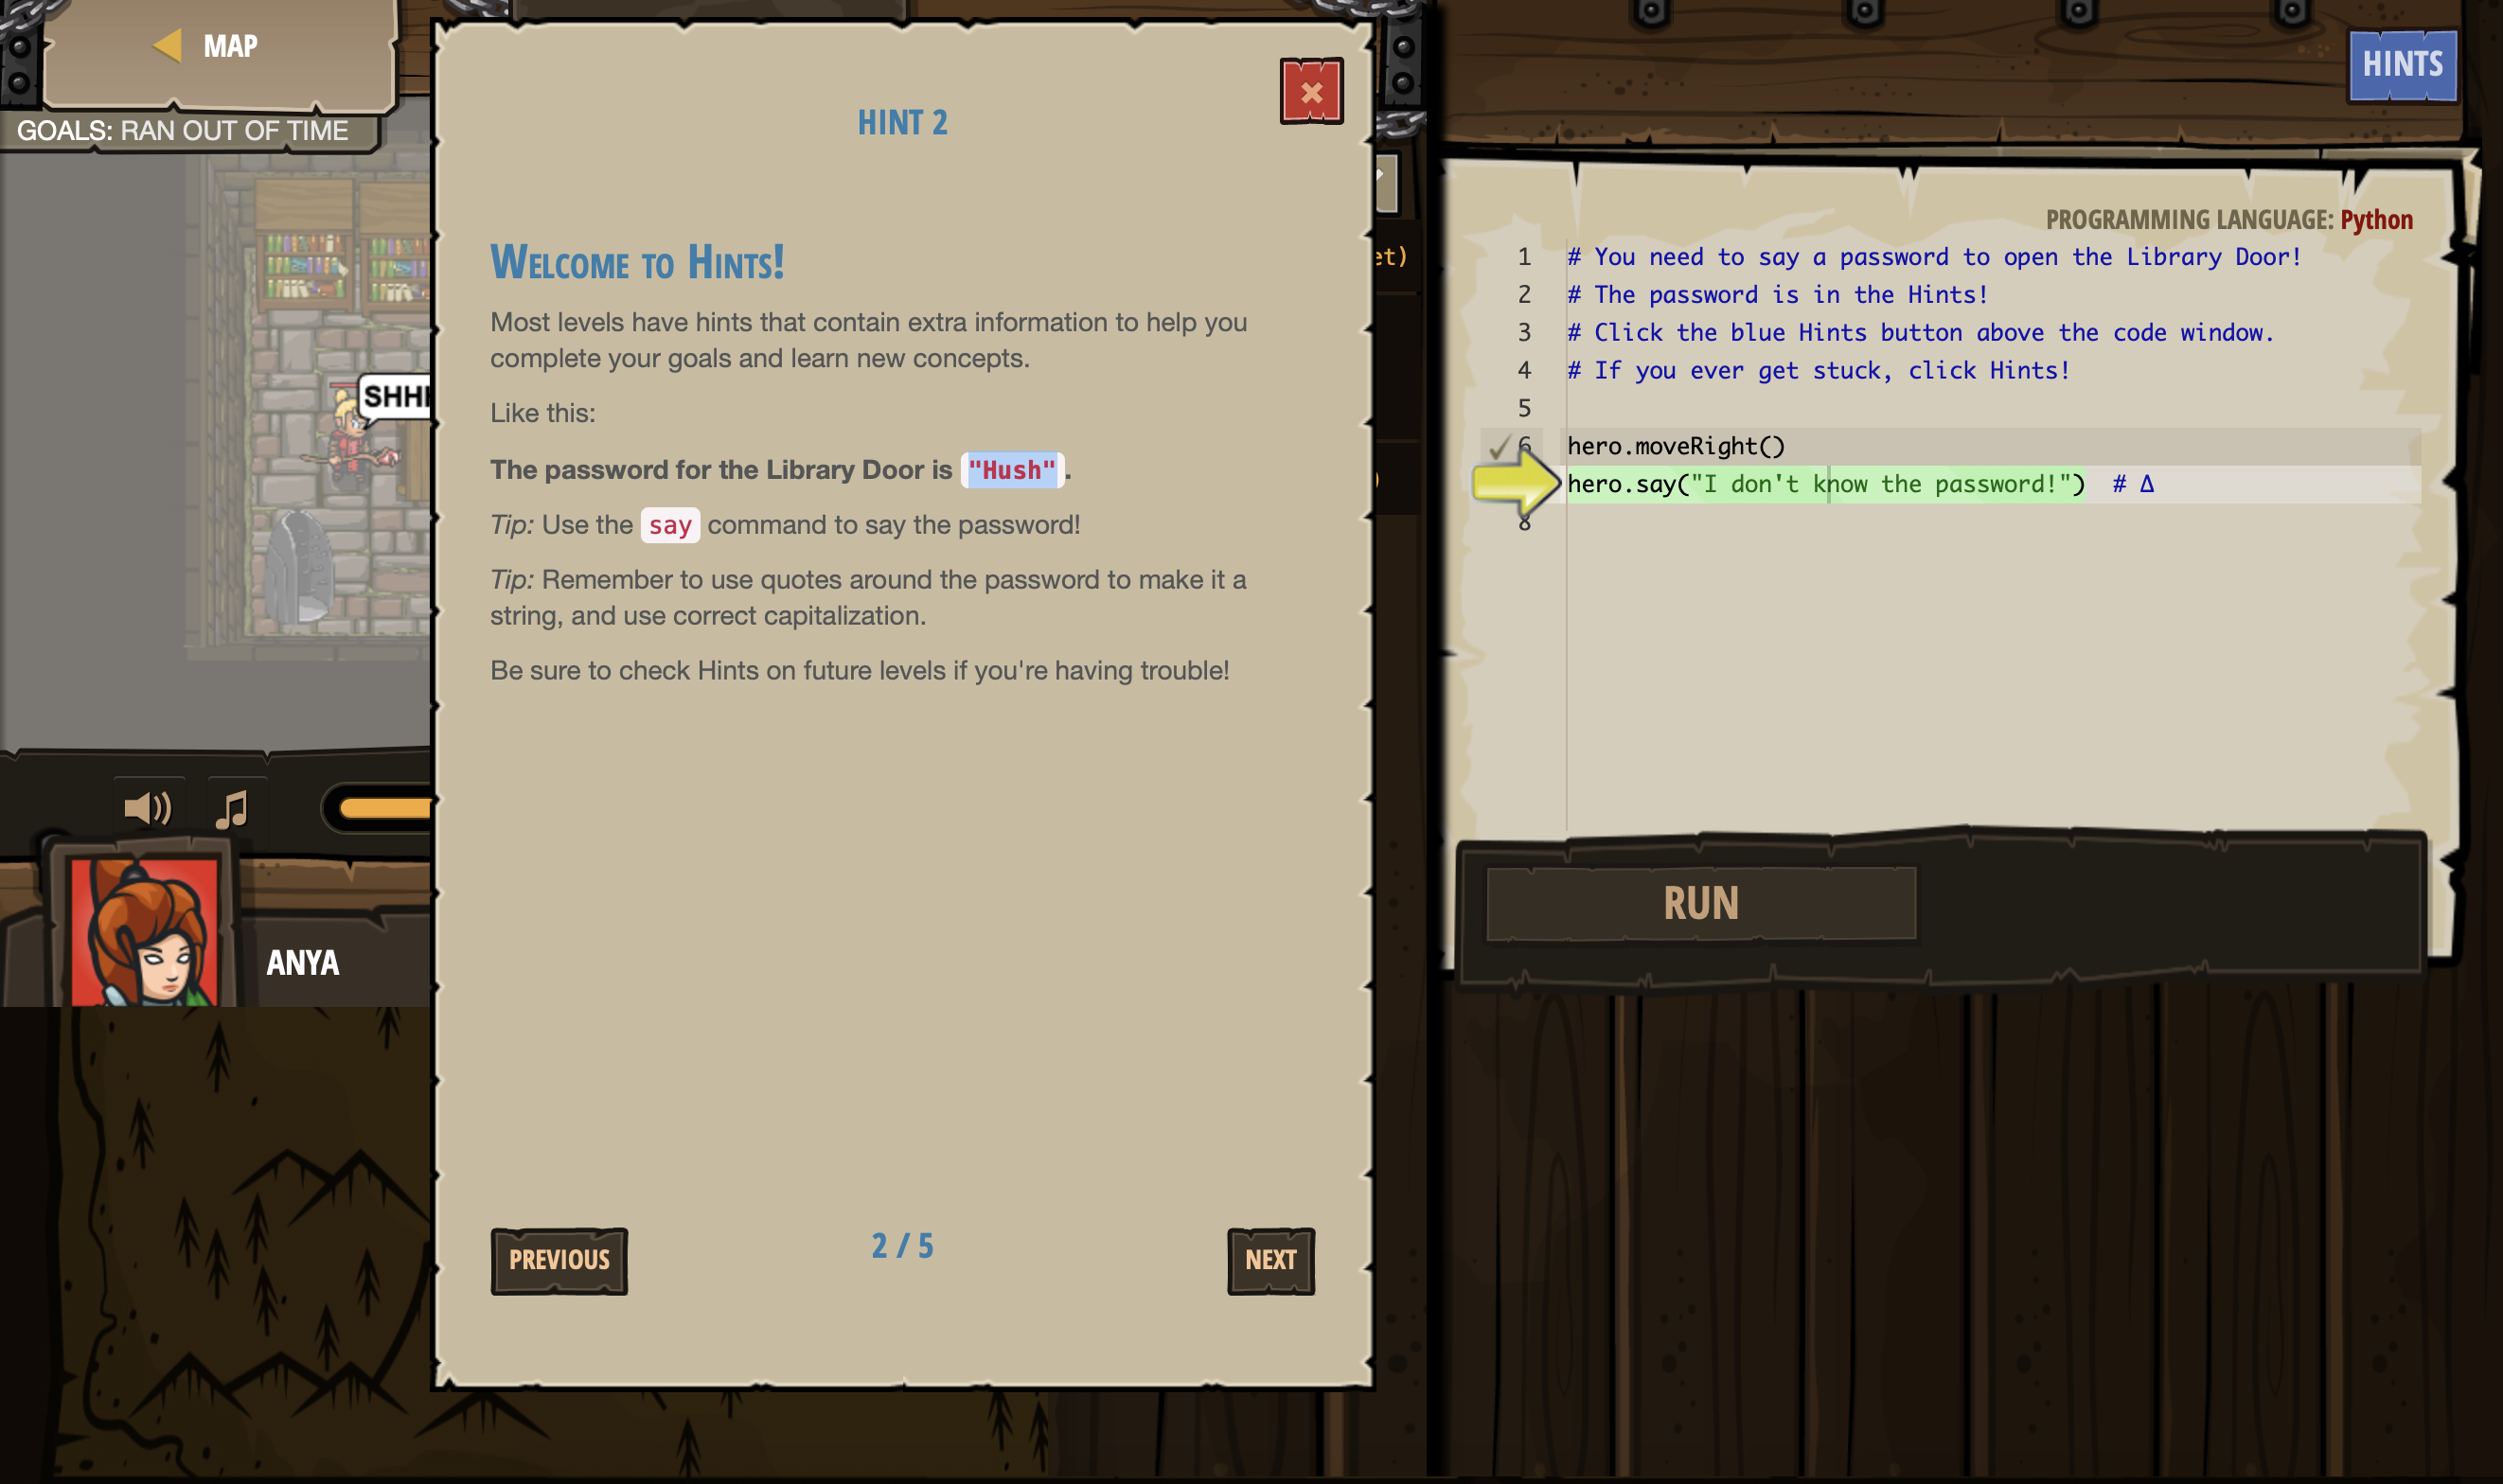 MAP
GOALS: RAN OUT OF TIME
SHHH
HINT 2
WELCOME TO HINTS!
Most levels have hints that contain extra information to help you
complete your goals and learn new concepts.
Like this:
The password for the Library Door is "Hush".
Tip: Use the say command to say the password!
Tip: Remember to use quotes around the password to make it a
string, and use correct capitalization.
Be sure to check Hints on future levels if you're having trouble!
PREVIOUS
2 / 5
NEXT
ANYA
HINTS
PROGRAMMING LANGUAGE: Python
1 # You need to say a password to open the Library Door!
2 # The password is in the Hints!
3 # Click the blue Hints button above the code window.
4 # If you ever get stuck, click Hints!
5
6 hero.moveRight()
hero.say("I don't know the password!")  # Δ
8
RUN